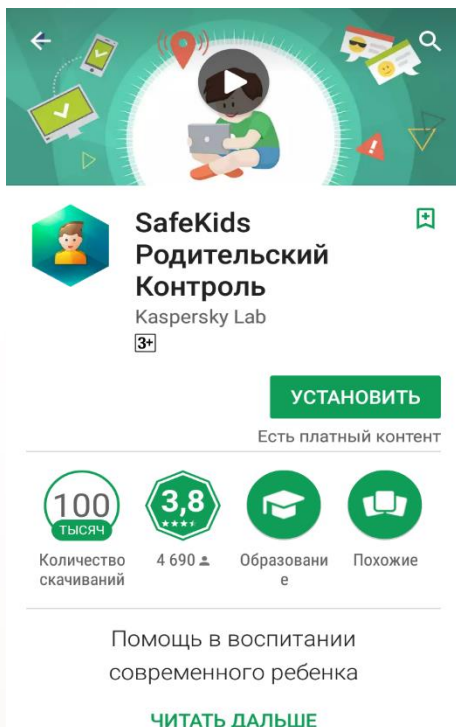 SafeKids
Родительский
Контроль
Kaspersky Lab
3+
УСТАНОВИТЬ
Есть платный контент
100
ТЫСЯЧ
Количество
скачиваний
3,8
4 690
Образовани
е
Похожие
Помощь в воспитании
современного ребенка
ЧИТАТЬ ДАЛЬШЕ